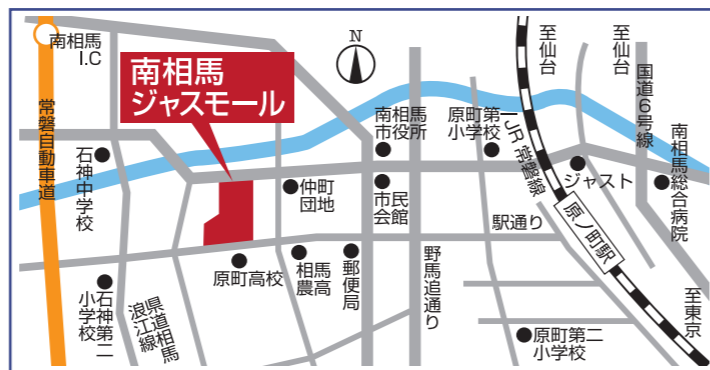 南相馬
I.C
南相馬
ジャスモール
N
至仙台
至仙台
国道6号線
常磐自動車道
石神中学校
南相馬
市役所
原町第一
小学校
JR常磐線
ジャスト
南相馬総合病院
仲町
団地
市民
会館
駅通り
原ノ町駅
原町高校
相馬
農高
郵便局
野馬追通り
石神第二
小学校
県道相馬
浪江線
原町第二
小学校
至東京